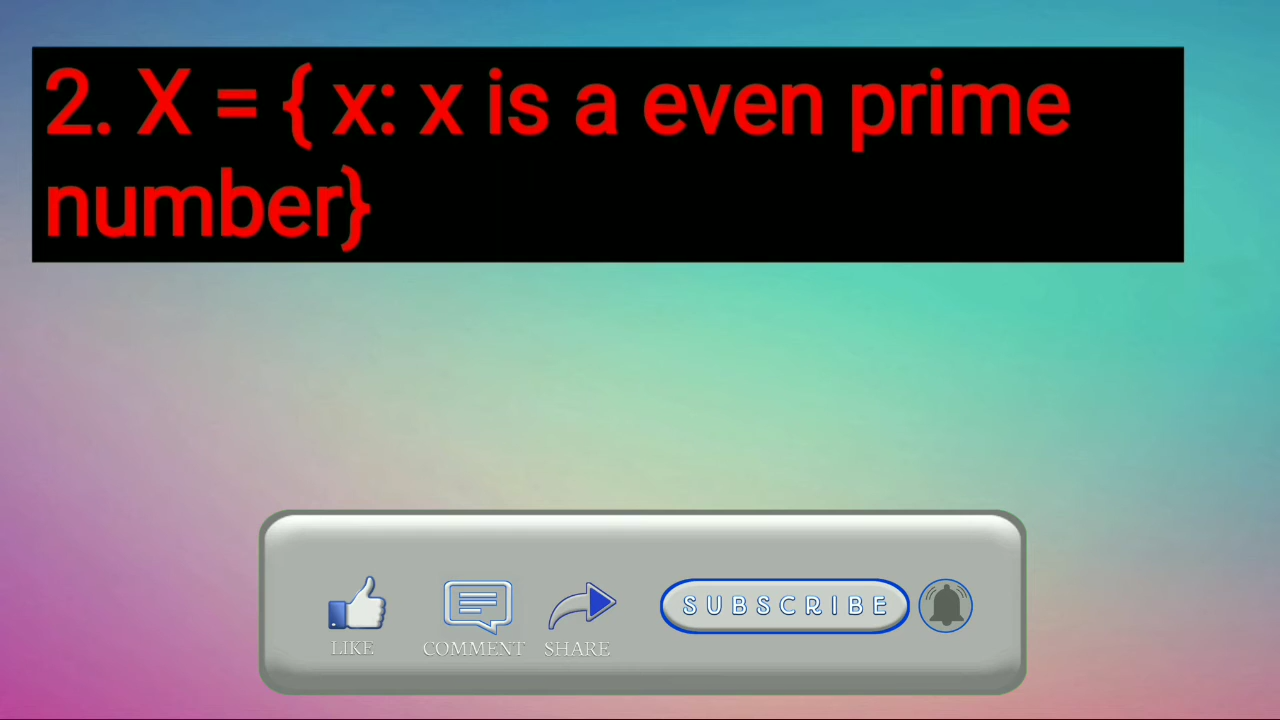 2. X = { x: x is a even prime
number}
LIKE COMMENT SHARE SUBSCRIBE